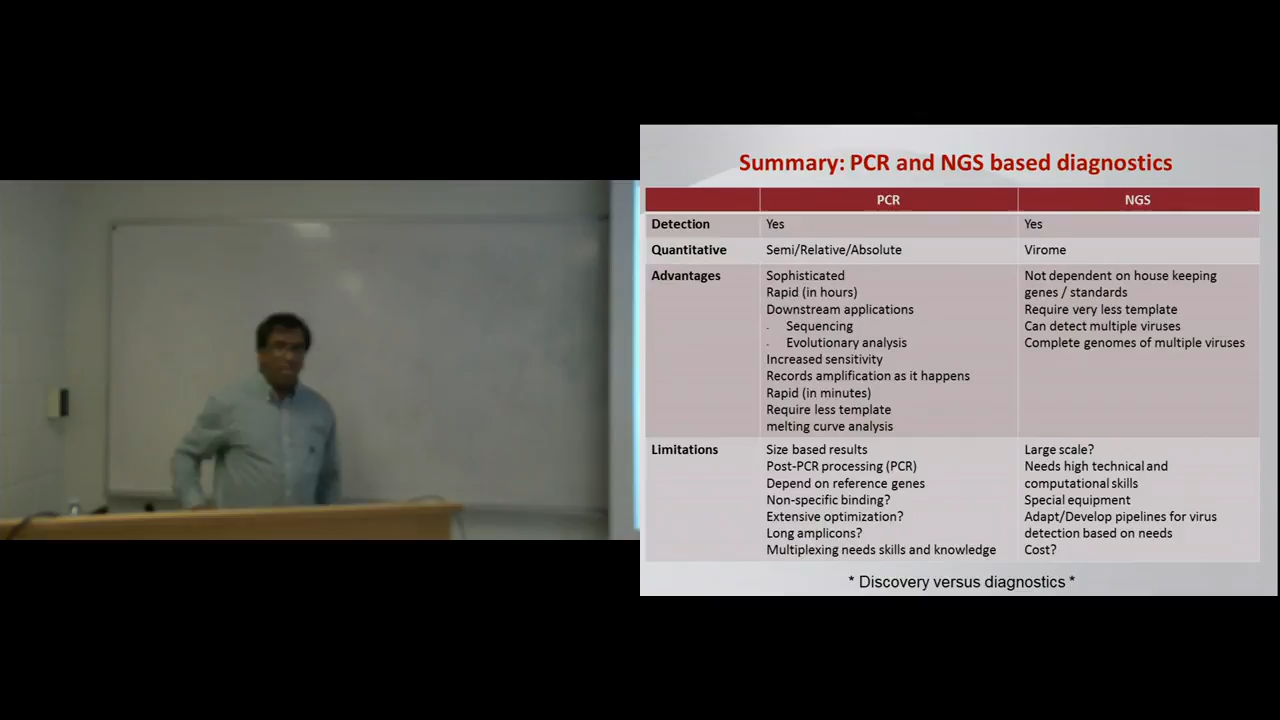 Summary: PCR and NGS based diagnostics
PCR NGS
Detection Yes Yes
Quantitative Semi/Relative/Absolute Virome
Advantages
Sophisticated
Rapid (in hours)
Downstream applications
- Sequencing
- Evolutionary analysis
Increased sensitivity
Records amplification as it happens
Rapid (in minutes)
Require less template
melting curve analysis
Not dependent on house keeping
genes / standards
Require very less template
Can detect multiple viruses
Complete genomes of multiple viruses
Limitations
Size based results
Post-PCR processing (PCR)
Depend on reference genes
Non-specific binding?
Extensive optimization?
Long amplicons?
Multiplexing needs skills and knowledge
Large scale?
Needs high technical and
computational skills
Special equipment
Adapt/Develop pipelines for virus
detection based on needs
Cost?
* Discovery versus diagnostics *